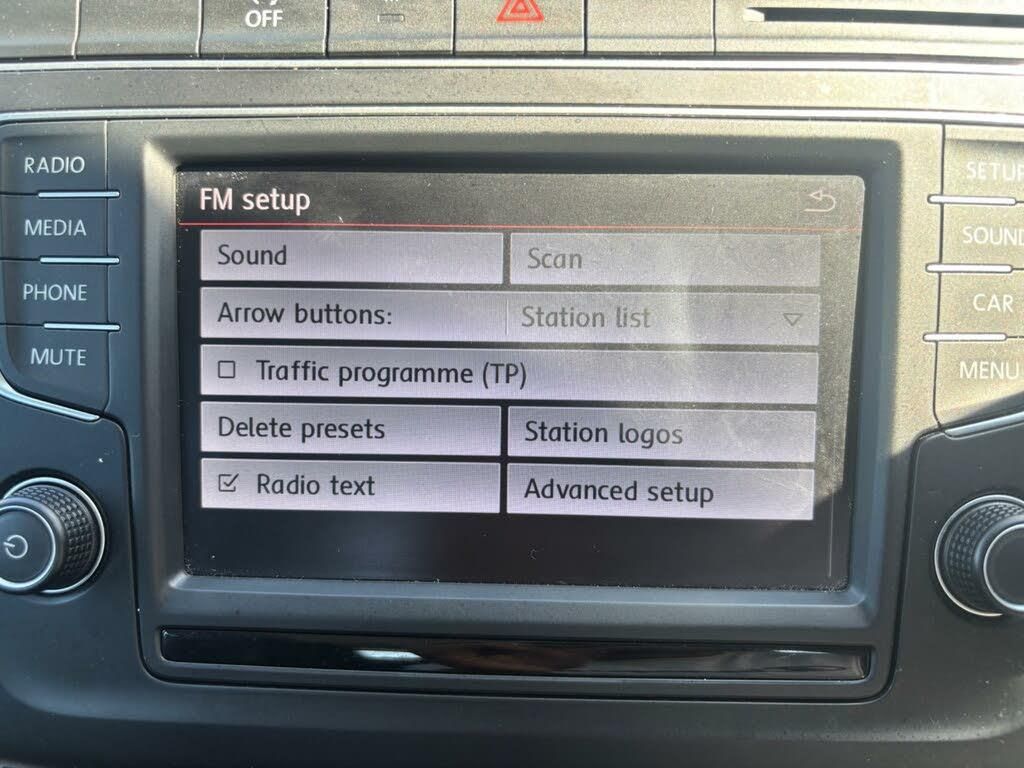 OFF
RADIO
MEDIA
PHONE
MUTE
FM setup
Sound
Scan
Arrow buttons:
Station list
Traffic programme (TP)
Delete presets
Station logos
Radio text
Advanced setup
SETUP
SOUND
CAR
MENU